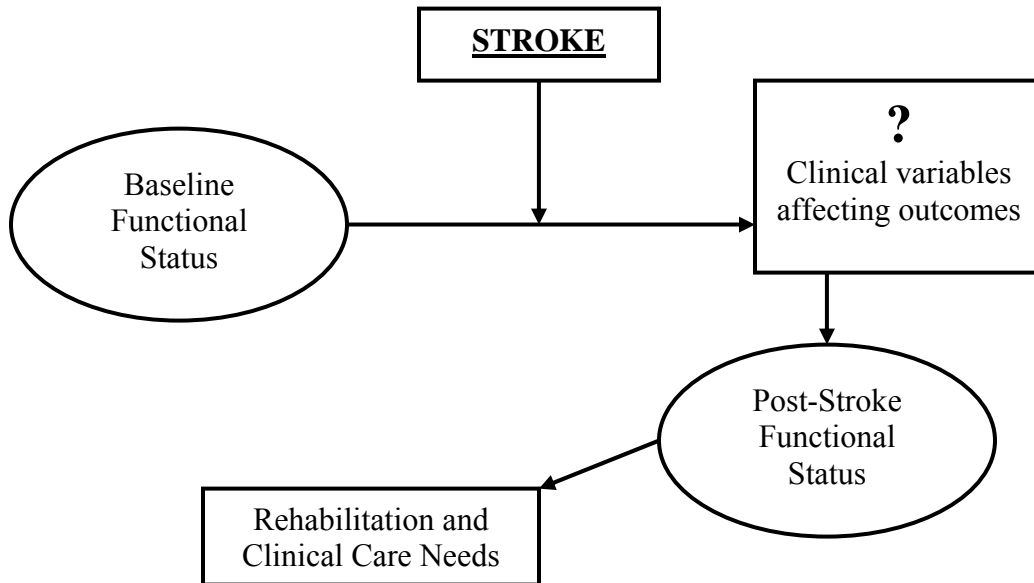 STROKE
?
Clinical variables
affecting outcomes
Baseline
Functional
Status
Post-Stroke
Functional
Status
Rehabilitation and
Clinical Care Needs